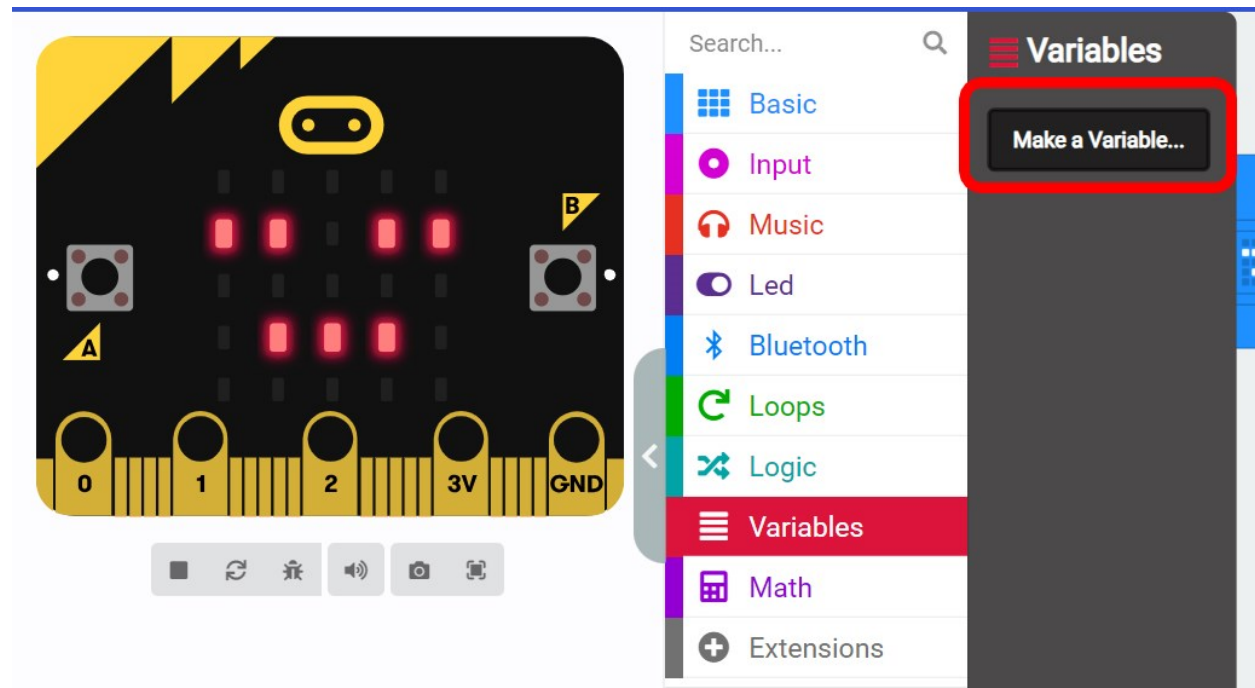 B
A
0
1
2
3V
GND
Search...
Basic
Input
Music
Led
Bluetooth
Loops
Logic
Variables
Math
Extensions
Variables
Make a Variable...